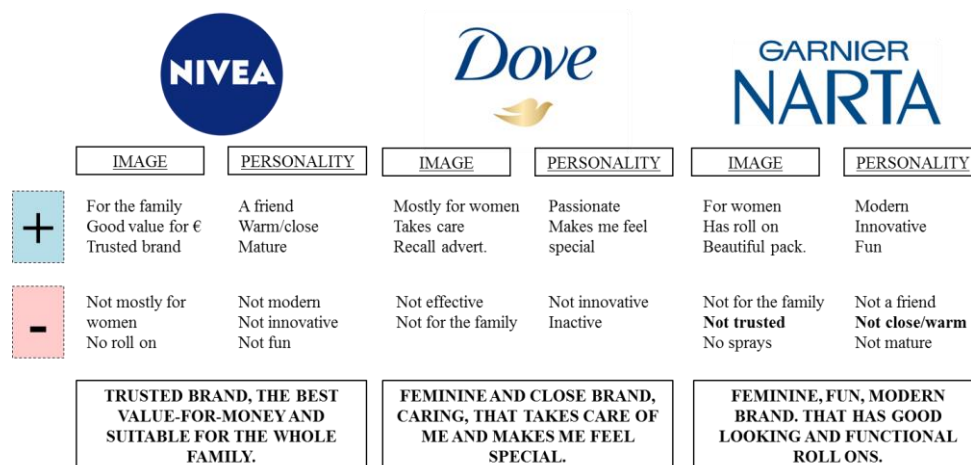 NIVEA
Dove
GARNIER
NARTA
IMAGE
PERSONALITY
IMAGE
PERSONALITY
IMAGE
PERSONALITY
+
For the family
Good value for €
Trusted brand
A friend
Warm/close
Mature
Mostly for women
Takes care
Recall advert.
Passionate
Makes me feel
special
For women
Has roll on
Beautiful pack.
Modern
Innovative
Fun
-
Not mostly for
women
No roll on
Not modern
Not innovative
Not fun
Not effective
Not for the family
Not innovative
Inactive
Not for the family
Not trusted
No sprays
Not a friend
Not close/warm
Not mature
TRUSTED BRAND, THE BEST
VALUE-FOR-MONEY AND
SUITABLE FOR THE WHOLE
FAMILY.
FEMININE AND CLOSE BRAND,
CARING, THAT TAKES CARE OF
ME AND MAKES ME FEEL
SPECIAL.
FEMININE, FUN, MODERN
BRAND. THAT HAS GOOD
LOOKING AND FUNCTIONAL
ROLL ONS.